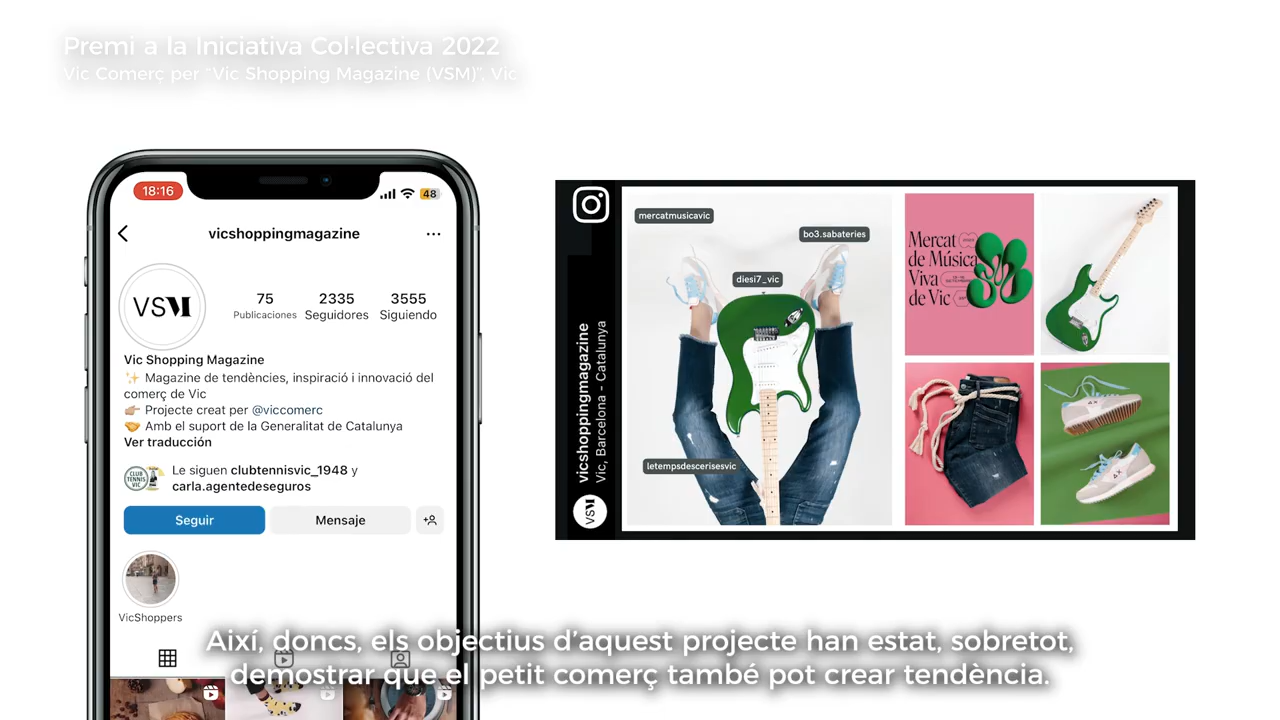 Premi a la Iniciativa Col·lectiva 2022
Vic Comerç per "Vic Shopping Magazine (VSM)", Vic
18:16
48
vicshoppingmagazine
VSM
75
Publicaciones
2335
Seguidores
3555
Siguiendo
Vic Shopping Magazine
✨ Magazine de tendències, inspiració i innovació del
comerç de Vic
👉🏼 Projecte creat per @viccomerc
🤝 Amb el suport de la Generalitat de Catalunya
Ver traducción
CLUB
TENNIS
VIC
Le siguen clubtennisvic_1948 y
carla.agentedeseguros
Seguir
Mensaje
VicShoppers
vicshoppingmagazine
Vic, Barcelona - Catalunya
VSM
mercatmusicavic
bo3.sabateries
diesi7_vic
letempsdescerisesvic
Mercat
de Música
Viva
de Vic
Així, doncs, els objectius d'aquest projecte han estat, sobretot,
demostrar que el petit comerç també pot crear tendència.